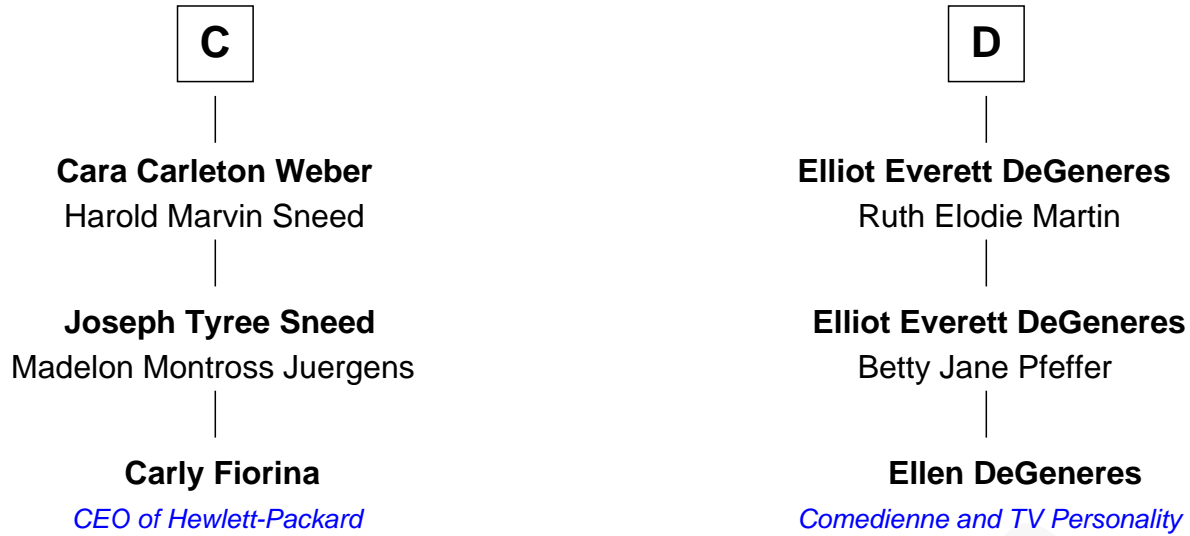 C
Cara Carleton Weber
Harold Marvin Sneed
Joseph Tyree Sneed
Madelon Montross Juergens
Carly Fiorina
CEO of Hewlett-Packard
D
Elliot Everett DeGeneres
Ruth Elodie Martin
Elliot Everett DeGeneres
Betty Jane Pfeffer
Ellen DeGeneres
Comedienne and TV Personality